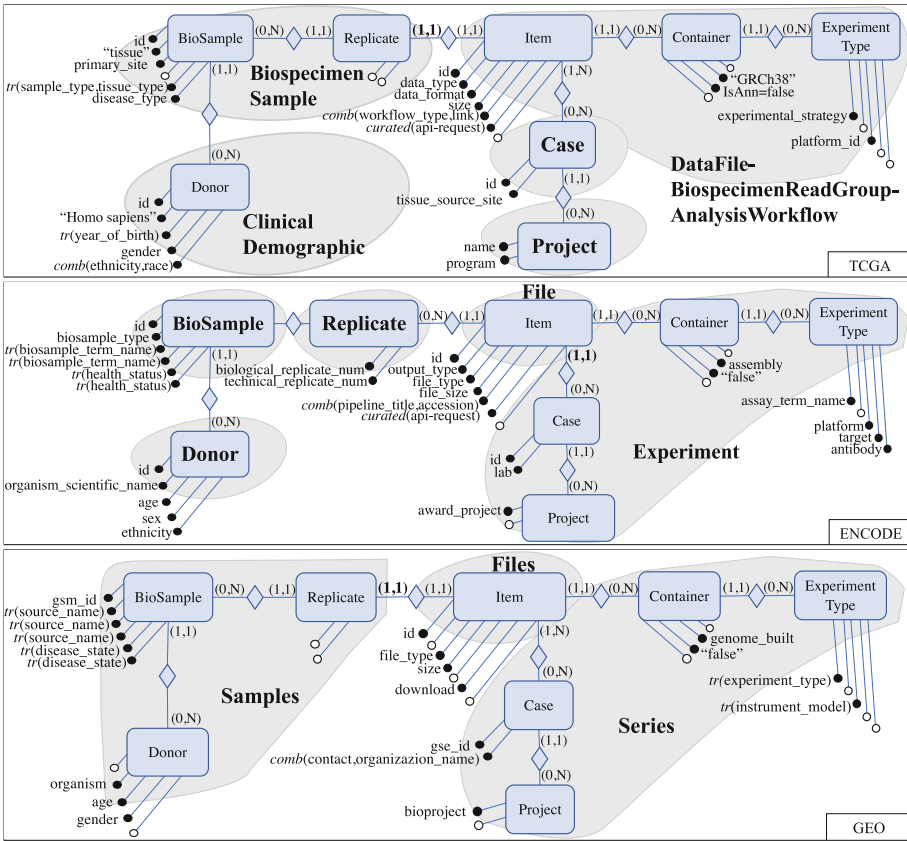 BioSample (0,N) (1,1) Replicate (1,1) (1,1) Item (1,1) (0,N) Container (1,1) (0,N) Experiment Type
id
"tissue"
primary_site
tr(sample_type,tissue_type)
disease_type
(1,1)
Biospecimen
Sample
(0,N)
Donor
id
"Homo sapiens"
tr(year_of_birth)
gender
comb(ethnicity,race)
Clinical
Demographic
id
data_type
data_format
size
comb(workflow_type,link)
curated(api-request)
(1,N)
(0,N)
Case
id
tissue_source_site
(1,1)
(0,N)
Project
name
program
"GRCh38"
IsAnn=false
experimental_strategy
platform_id
DataFile-
BiospecimenReadGroup-
AnalysisWorkflow
TCGA
File
BioSample Replicate (0,N) (1,1) Item (1,1) (0,N) Container (1,1) (0,N) Experiment Type
id
biosample_type
tr(biosample_term_name)
tr(biosample_term_name)
tr(health_status)
tr(health_status)
(1,1)
(0,N)
Donor
id
organism_scientific_name
age
sex
ethnicity
biological_replicate_num
technical_replicate_num
id
output_type
file_type
file_size
comb(pipeline_title,accession)
curated(api-request)
(1,1)
(0,N)
Case
id
lab
(1,1)
(0,N)
Project
award_project
assembly
"false"
assay_term_name
platform
target
antibody
Experiment
ENCODE
Files
BioSample (0,N) (1,1) Replicate (1,1) (1,1) Item (1,1) (0,N) Container (1,1) (0,N) Experiment Type
gsm_id
tr(source_name)
tr(source_name)
tr(source_name)
tr(disease_state)
tr(disease_state)
(1,1)
Samples
(0,N)
Donor
organism
age
gender
id
file_type
size
download
(1,N)
(0,N)
Case
gse_id
comb(contact,organizazion_name)
(1,1)
(0,N)
Project
bioproject
genome_built
"false"
tr(experiment_type)
tr(instrument_model)
Series
GEO